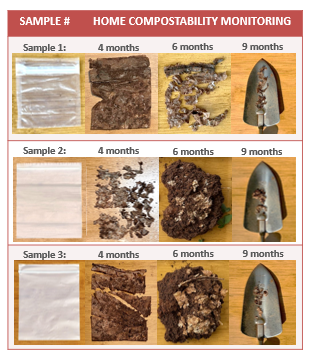 SAMPLE # HOME COMPOSTABILITY MONITORING
Sample 1: 4 months 6 months 9 months
Sample 2: 4 months 6 months 9 months
Sample 3: 4 months 6 months 9 months